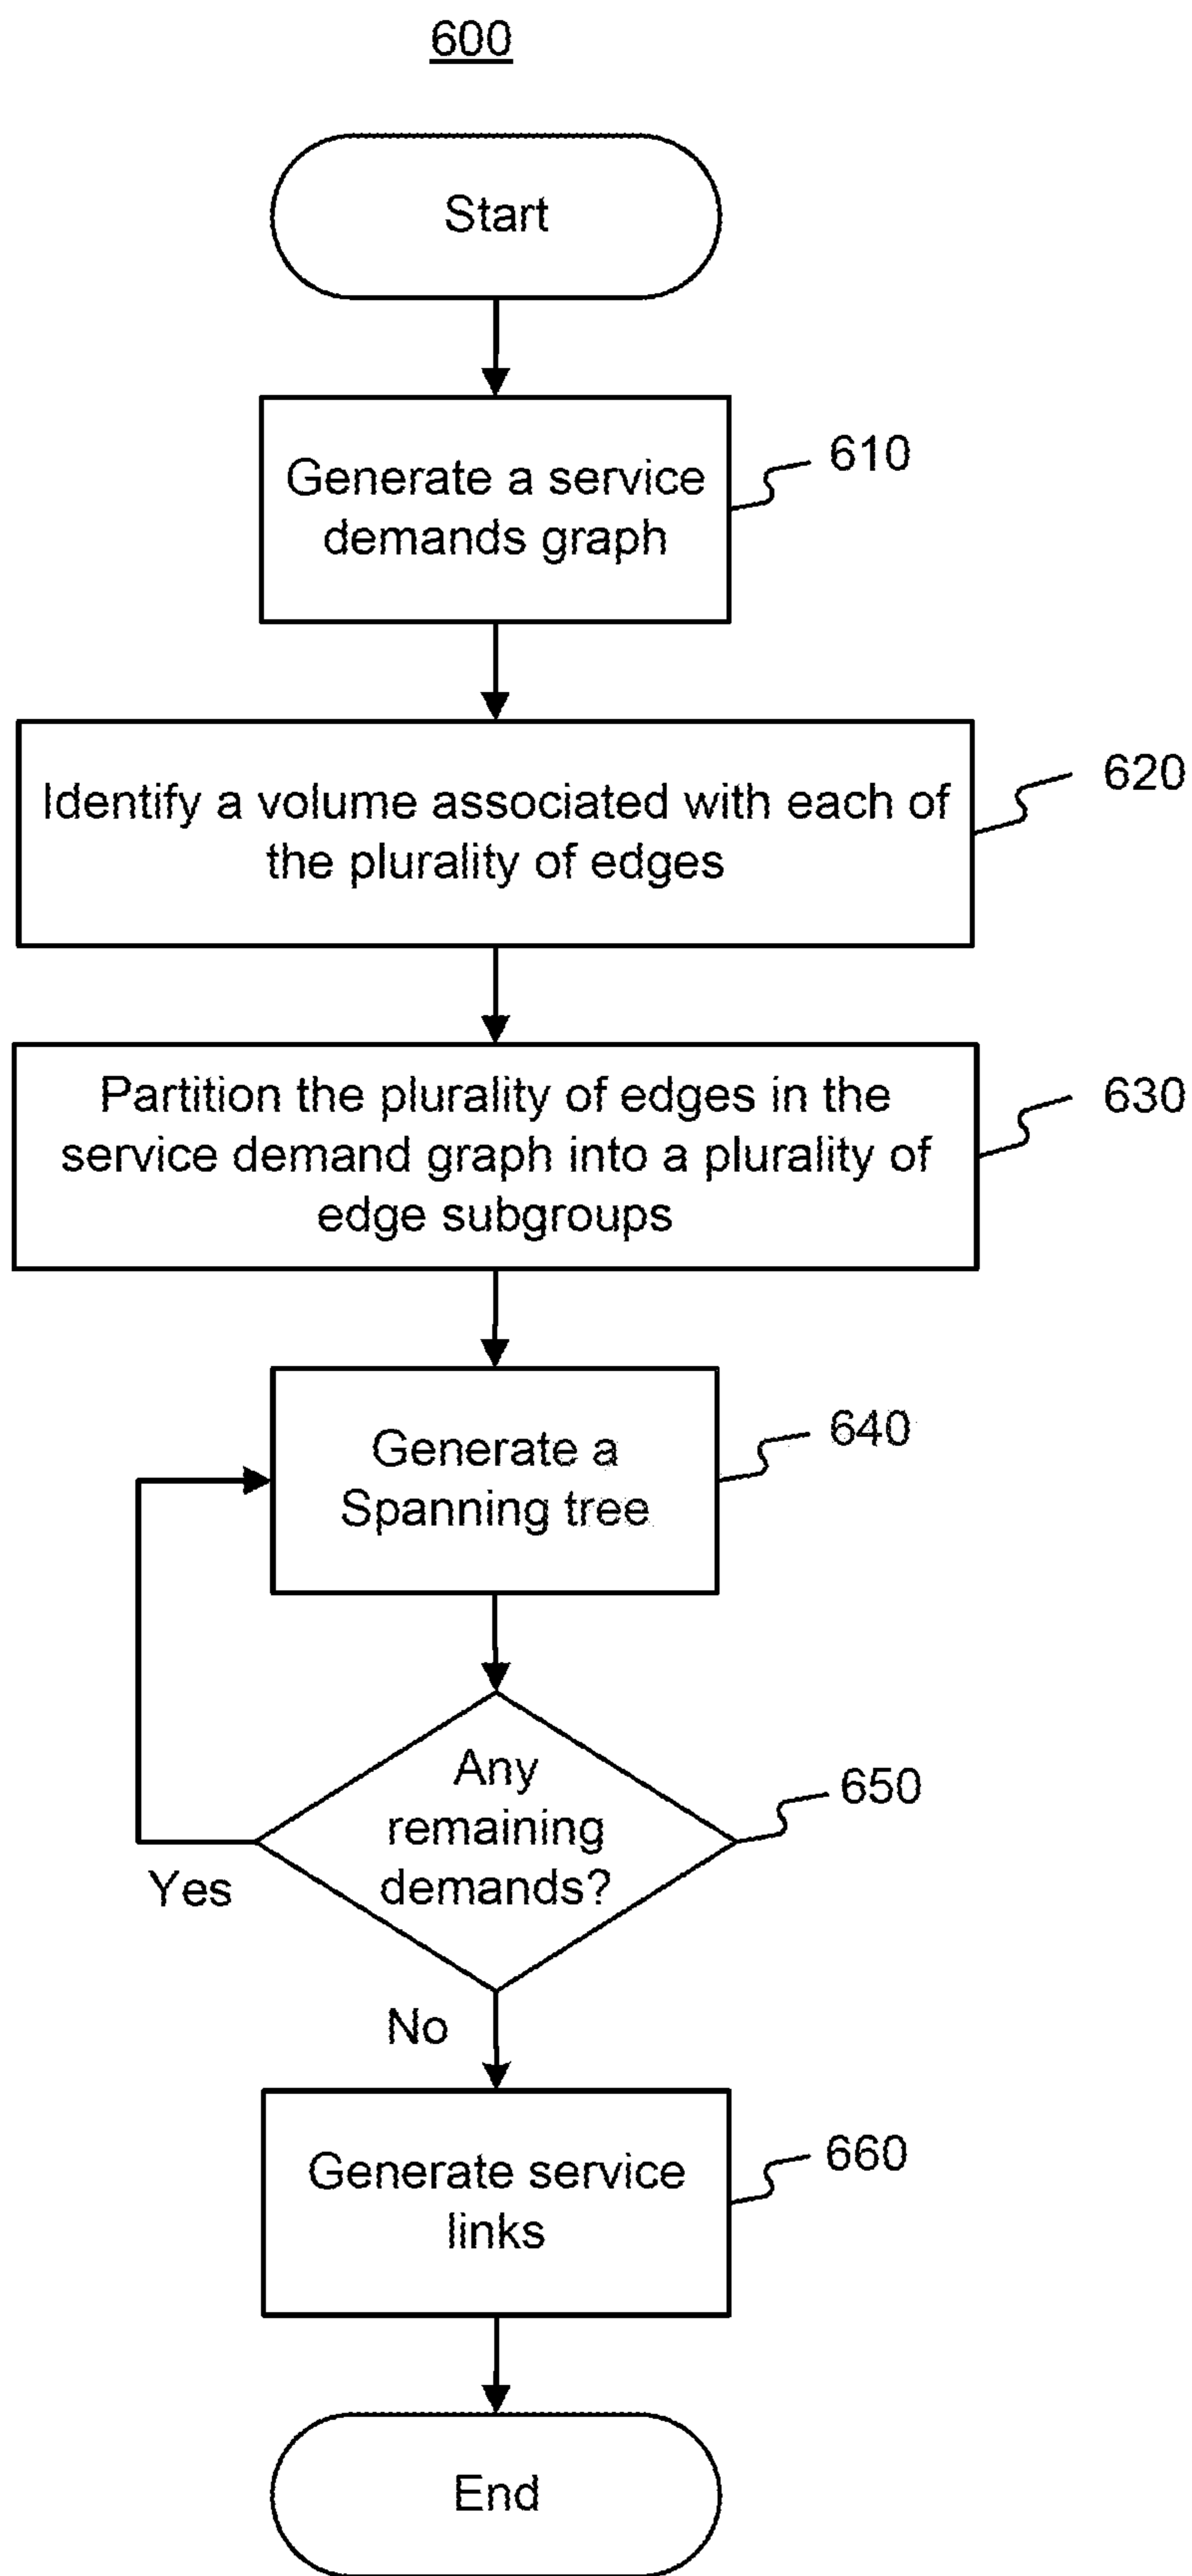 600
Start
Generate a service
demands graph
610
Identify a volume associated with each of
the plurality of edges
620
Partition the plurality of edges in the
service demand graph into a plurality of
edge subgroups
630
Generate a
Spanning tree
640
Any
remaining
demands?
650
Yes
No
Generate service
links
660
End